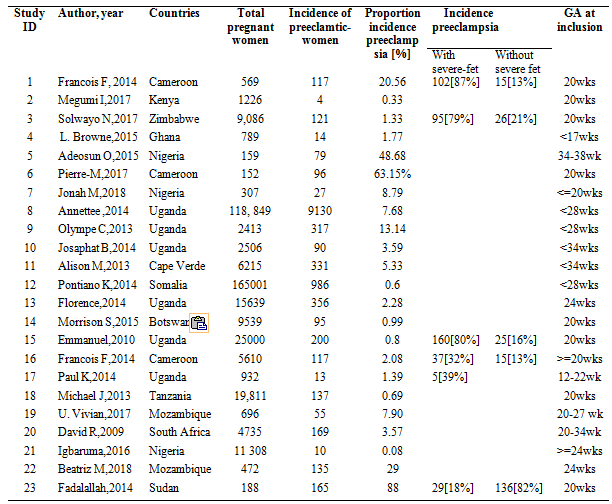 Study Author, year Countries Total Incidence of Proportion Incidence GA at
ID pregnant preeclamtic- incidence preeclampsia inclusion
women women preeclamp
sia [%] With Without
severe-fet severe fet
1 Francois F, 2014 Cameroon 569 117 20.56 102[87%] 15[13%] 20wks
2 Megumi I,2017 Kenya 1226 4 0.33 20wks
3 Solwayo N,2017 Zimbabwe 9,086 121 1.33 95[79%] 26[21%] 20wks
4 L. Browne,2015 Ghana 789 14 1.77 <17wks
5 Adeosun O,2015 Nigeria 159 79 48.68 34-38wk
6 Pierre-M,2017 Cameroon 152 96 63.15% 20wks
7 Jonah M,2018 Nigeria 307 27 8.79 <=20wks
8 Annettee,2014 Uganda 118, 849 9130 7.68 <28wks
9 Olympe C,2013 Uganda 2413 317 13.14 <28wks
10 Josaphat B,2014 Uganda 2506 90 3.59 <34wks
11 Alison M,2013 Cape Verde 6215 331 5.33 <34wks
12 Pontiano K,2014 Somalia 165001 986 0.6 <28wks
13 Florence,2014 Uganda 15639 356 2.28 24wks
14 Morrison S,2015 Botswar 9539 95 0.99 20wks
15 Emmanuel,2010 Uganda 25000 200 0.8 160[80%] 25[16%] 20wks
16 Francois F,2014 Cameroon 5610 117 2.08 37[32%] 15[13%] >=20wks
17 Paul K,2014 Uganda 932 13 1.39 5[39%] 12-22wk
18 Michael J,2013 Tanzania 19,811 137 0.69 20wks
19 U. Vivian,2017 Mozambique 696 55 7.90 20-27 wk
20 David R,2009 South Africa 4735 169 3.57 20-34wk
21 Igbaruma,2016 Nigeria 11 308 10 0.08 >=24wks
22 Beatriz M,2018 Mozambique 472 135 29 24wks
23 Fadalallah,2014 Sudan 188 165 88 29[18%] 136[82%] 20wks